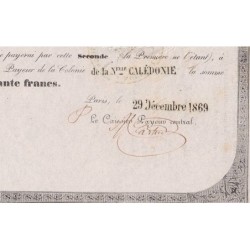 payerez par cette Seconde (la Première ne l'étant), à
Payeur de la Colonie de la Nlle CALÉDONIE la somme
ante francs.
Paris, le 29 Décembre 1869
Le Caissier Payeur central